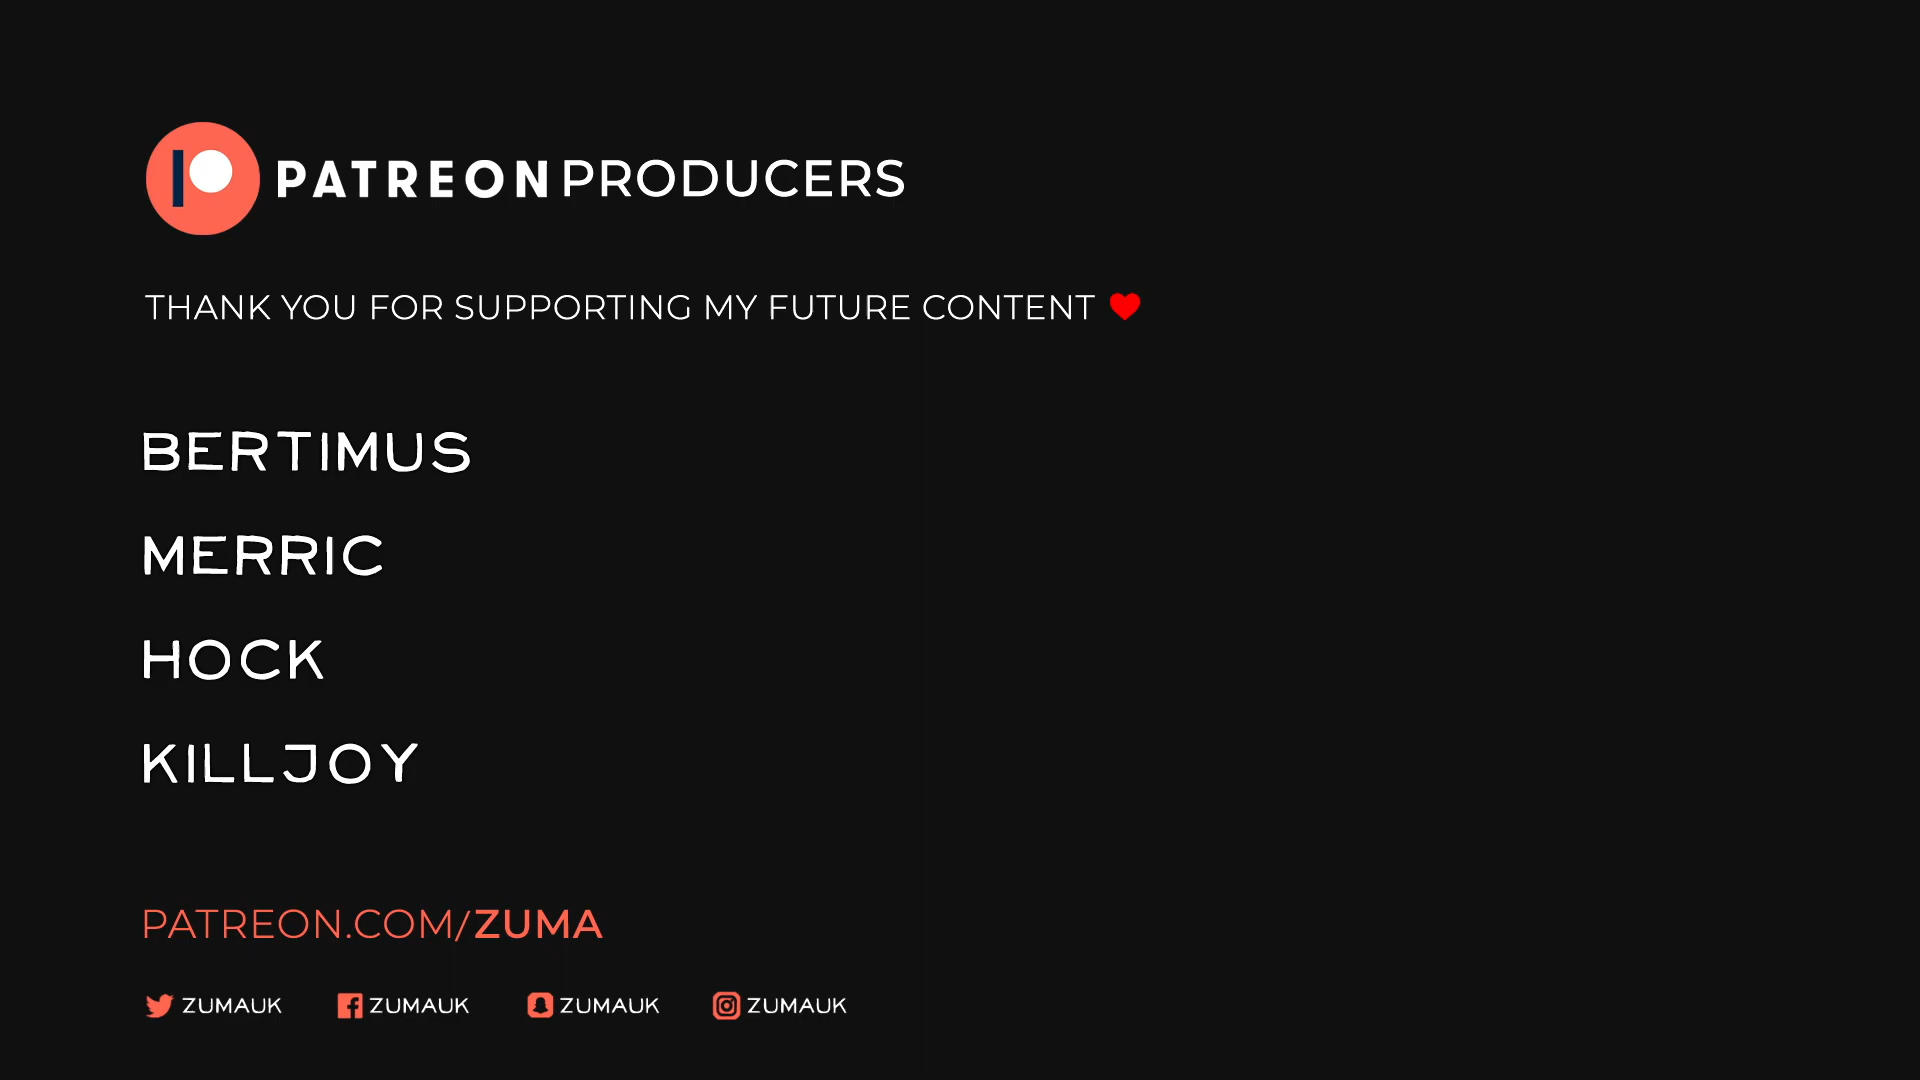 PATREON PRODUCERS
THANK YOU FOR SUPPORTING MY FUTURE CONTENT
BERTIMUS
MERRIC
HOCK
KILLJOY
PATREON.COM/ZUMA
ZUMAUK ZUMAUK ZUMAUK ZUMAUK